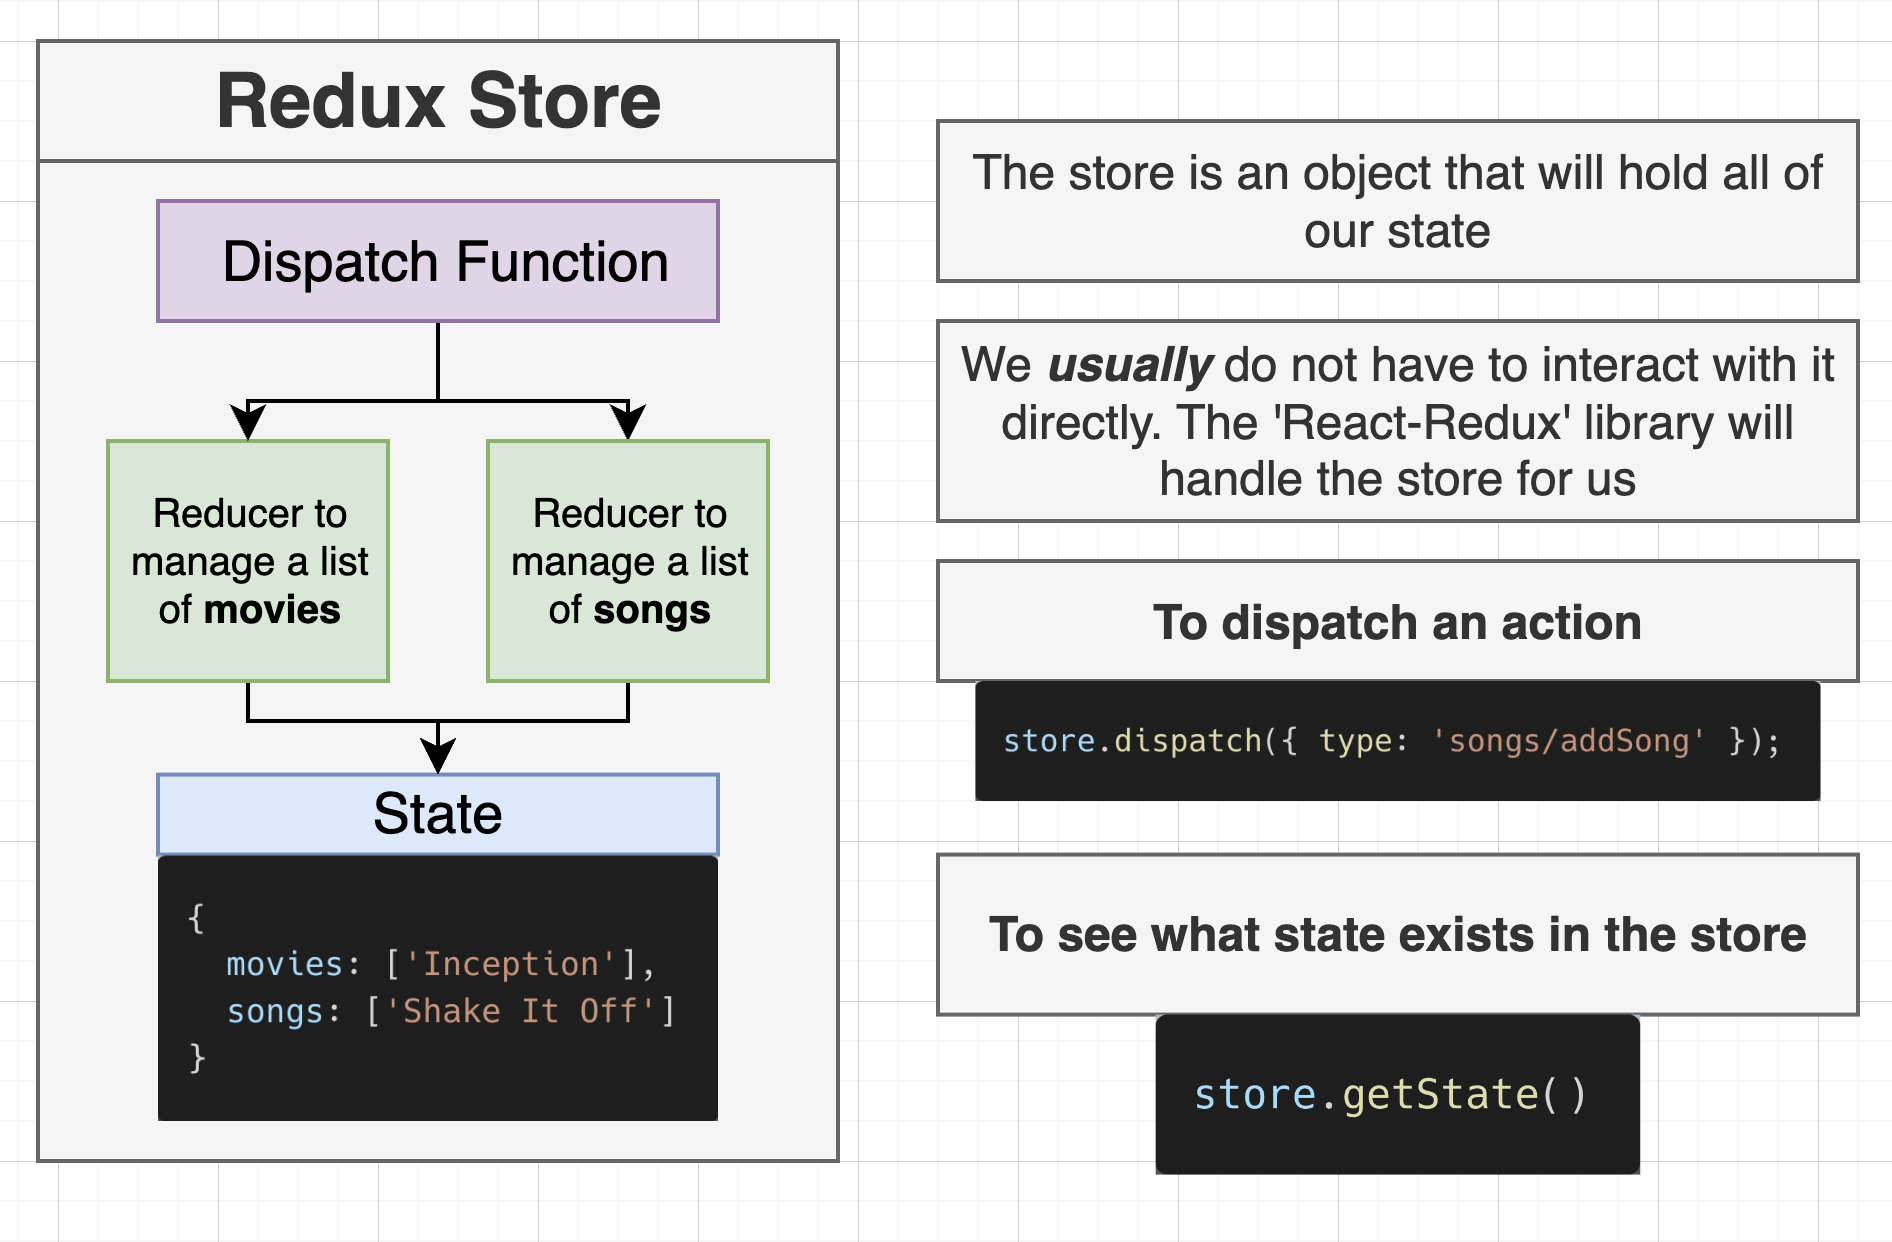 Redux Store
Dispatch Function
Reducer to
manage a list
of movies
Reducer to
manage a list
of songs
State
{
  movies: ['Inception'],
  songs: ['Shake It Off']
}
The store is an object that will hold all of
our state
We usually do not have to interact with it
directly. The 'React-Redux' library will
handle the store for us
To dispatch an action
store.dispatch({ type: 'songs/addSong' });
To see what state exists in the store
store.getState()